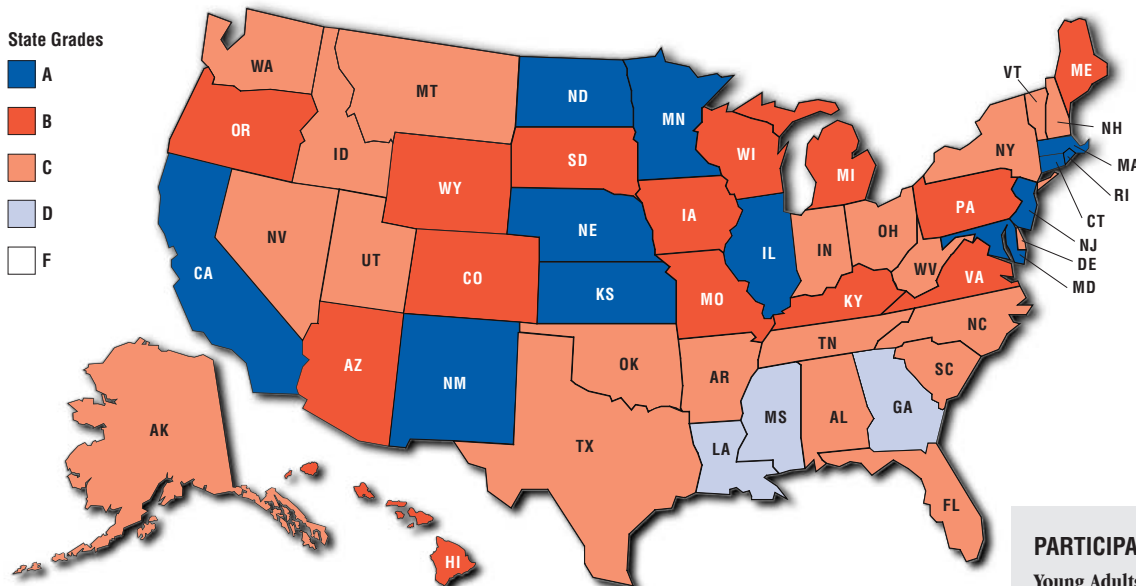 State Grades
A
B
C
D
F
WA
MT
ND
MN
OR
ID
SD
WI
MI
ME
VT
NH
NY
MA
RI
CT
NJ
DE
MD
WY
IA
PA
NE
NV
UT
CO
IL
IN
OH
WV
VA
CA
KS
MO
KY
NC
TN
AZ
NM
OK
AR
SC
MS
AL
GA
AK
TX
LA
FL
HI
PARTICIPA
Young Adults